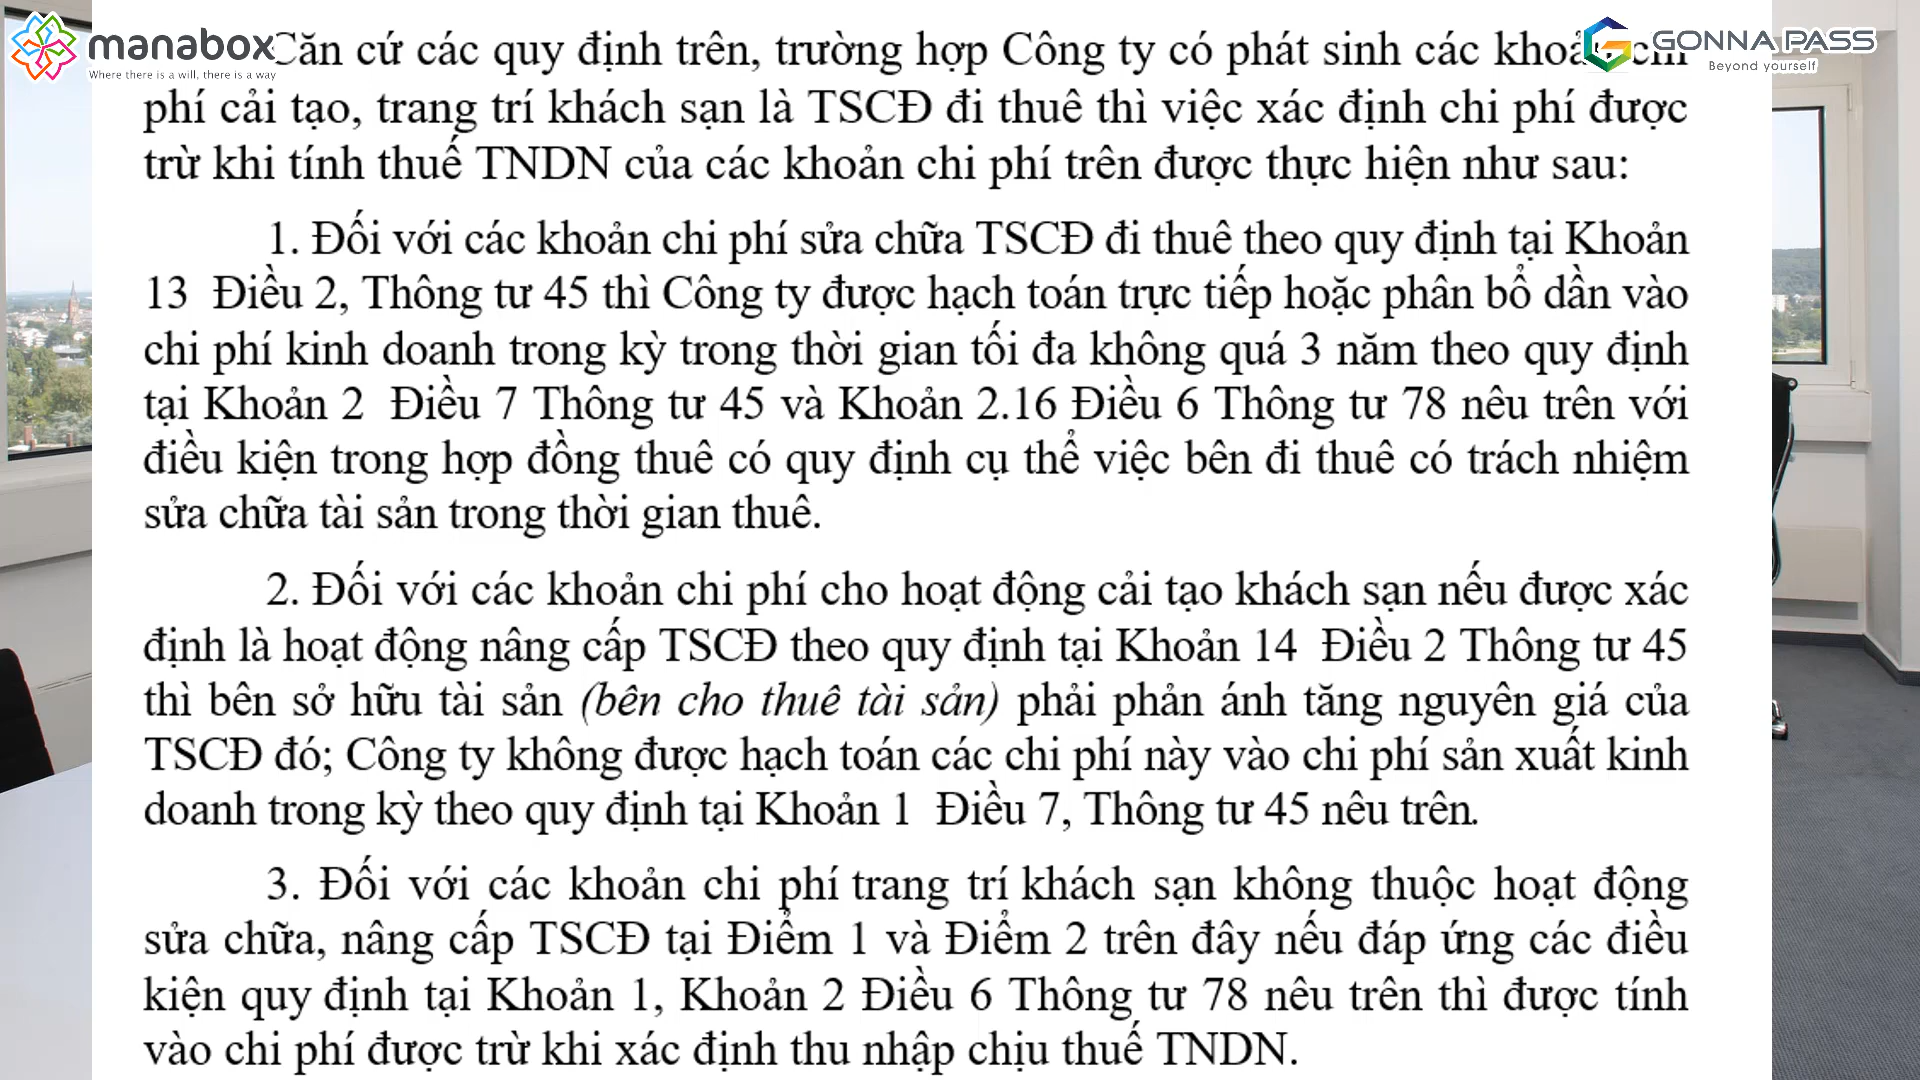 manabox
Where there is a will, there is a way
GONNA PASS
Beyond yourself
Căn cứ các quy định trên, trường hợp Công ty có phát sinh các khoản chi
phí cải tạo, trang trí khách sạn là TSCĐ đi thuê thì việc xác định chi phí được
trừ khi tính thuế TNDN của các khoản chi phí trên được thực hiện như sau:
1. Đối với các khoản chi phí sửa chữa TSCĐ đi thuê theo quy định tại Khoản
13 Điều 2, Thông tư 45 thì Công ty được hạch toán trực tiếp hoặc phân bổ dần vào
chi phí kinh doanh trong kỳ trong thời gian tối đa không quá 3 năm theo quy định
tại Khoản 2 Điều 7 Thông tư 45 và Khoản 2.16 Điều 6 Thông tư 78 nêu trên với
điều kiện trong hợp đồng thuê có quy định cụ thể việc bên đi thuê có trách nhiệm
sửa chữa tài sản trong thời gian thuê.
2. Đối với các khoản chi phí cho hoạt động cải tạo khách sạn nếu được xác
định là hoạt động nâng cấp TSCĐ theo quy định tại Khoản 14 Điều 2 Thông tư 45
thì bên sở hữu tài sản (bên cho thuê tài sản) phải phản ánh tăng nguyên giá của
TSCĐ đó; Công ty không được hạch toán các chi phí này vào chi phí sản xuất kinh
doanh trong kỳ theo quy định tại Khoản 1 Điều 7, Thông tư 45 nêu trên.
3. Đối với các khoản chi phí trang trí khách sạn không thuộc hoạt động
sửa chữa, nâng cấp TSCĐ tại Điểm 1 và Điểm 2 trên đây nếu đáp ứng các điều
kiện quy định tại Khoản 1, Khoản 2 Điều 6 Thông tư 78 nêu trên thì được tính
vào chi phí được trừ khi xác định thu nhập chịu thuế TNDN.